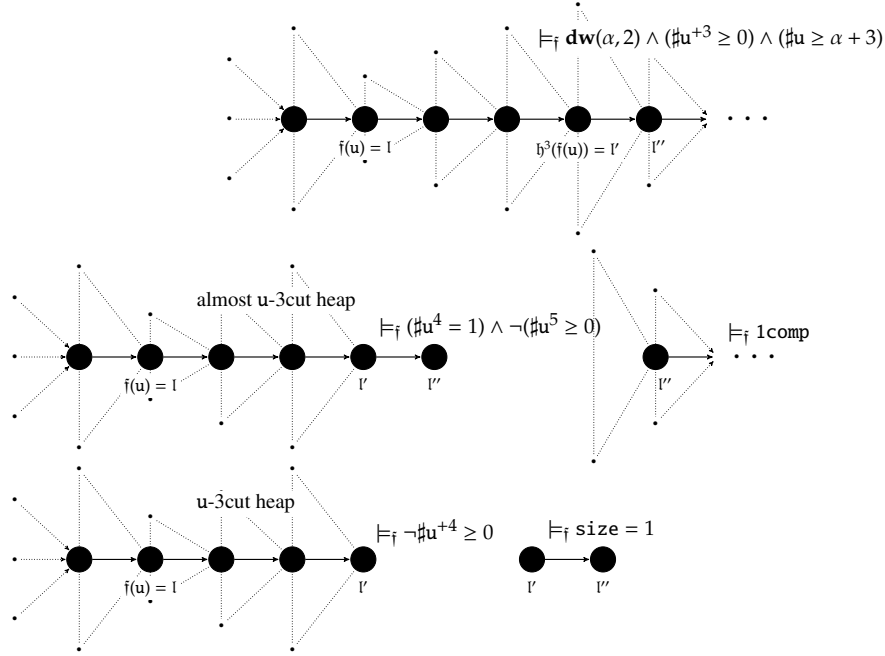 ⊨𝔣 dw(α, 2) ∧ (♯u⁺³ ≥ 0) ∧ (♯u ≥ α + 3)
· · ·
𝔣(u) = 𝔩
𝔥³(𝔣(u)) = 𝔩′
𝔩″
almost u-3cut heap
⊨𝔣 (♯u⁴ = 1) ∧ ¬(♯u⁵ ≥ 0)
⊨𝔣 1comp
· · ·
𝔣(u) = 𝔩
𝔩′
𝔩″
𝔩″
u-3cut heap
⊨𝔣 ¬♯u⁺⁴ ≥ 0
⊨𝔣 size = 1
𝔣(u) = 𝔩
𝔩′
𝔩′
𝔩″